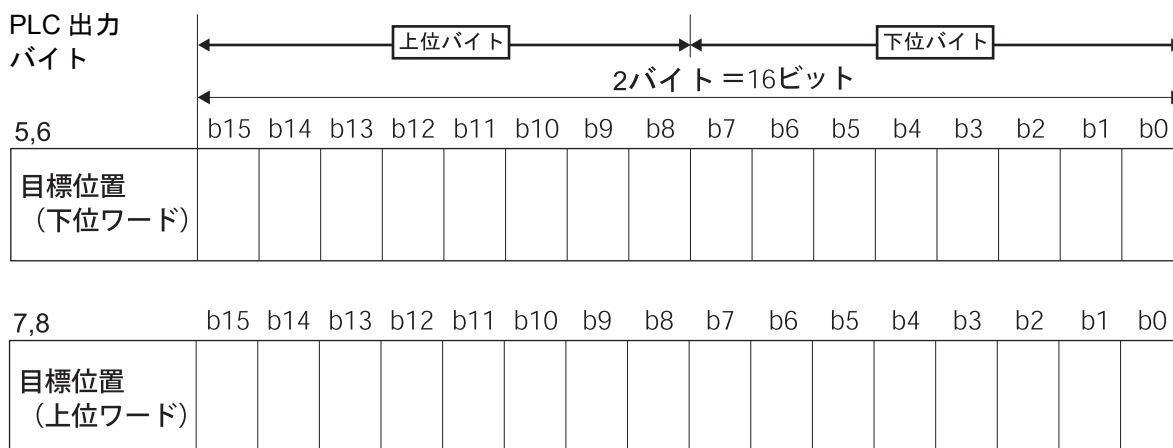 PLC 出力
バイト
上位バイト 下位バイト
2バイト＝16ビット
5,6 b15 b14 b13 b12 b11 b10 b9 b8 b7 b6 b5 b4 b3 b2 b1 b0
目標位置
（下位ワード）
7,8 b15 b14 b13 b12 b11 b10 b9 b8 b7 b6 b5 b4 b3 b2 b1 b0
目標位置
（上位ワード）